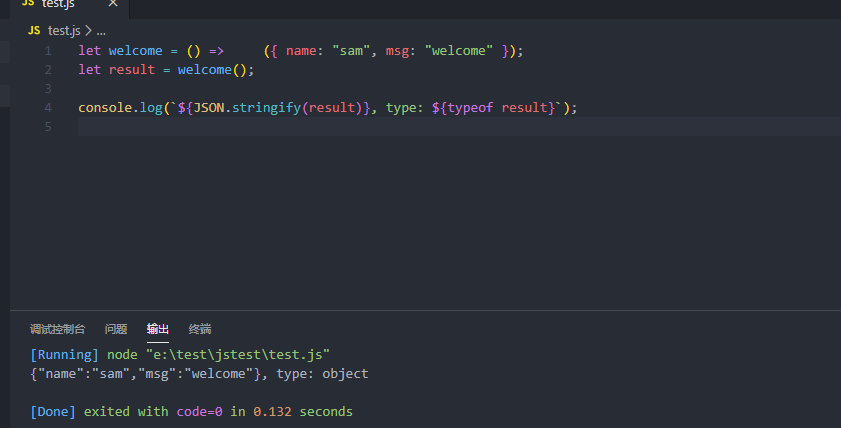 JS test.js ×
JS test.js > ...
1 let welcome = () =>     ({ name: "sam", msg: "welcome" });
2 let result = welcome();
3
4 console.log(`${JSON.stringify(result)}, type: ${typeof result}`);
5
调试控制台 问题 输出 终端
[Running] node "e:\test\jstest\test.js"
{"name":"sam","msg":"welcome"}, type: object
[Done] exited with code=0 in 0.132 seconds